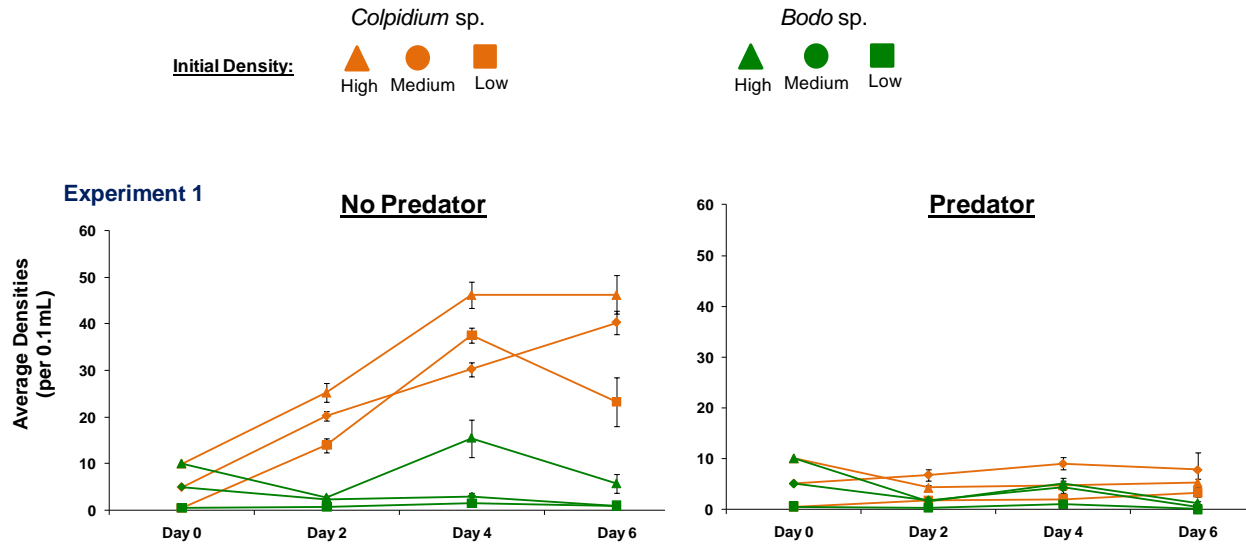 Colpidium sp.
Bodo sp.
Initial Density:
High Medium Low
High Medium Low
Experiment 1
No Predator
Predator
Average Densities
(per 0.1mL)
60
50
40
30
20
10
0
Day 0 Day 2 Day 4 Day 6
60
50
40
30
20
10
0
Day 0 Day 2 Day 4 Day 6